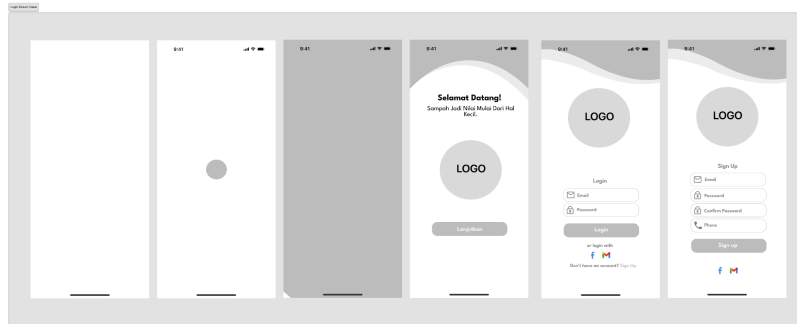 9:41
9:41
9:41
Selamat Datang!
Sampah Jadi Nilai Mulai Dari Hal
Kecil.
LOGO
Lanjutkan
9:41
LOGO
Login
Email
Password
Login
or login with
Don't have an account? Sign Up
9:41
LOGO
Sign Up
Email
Password
Confirm Password
Phone
Sign up